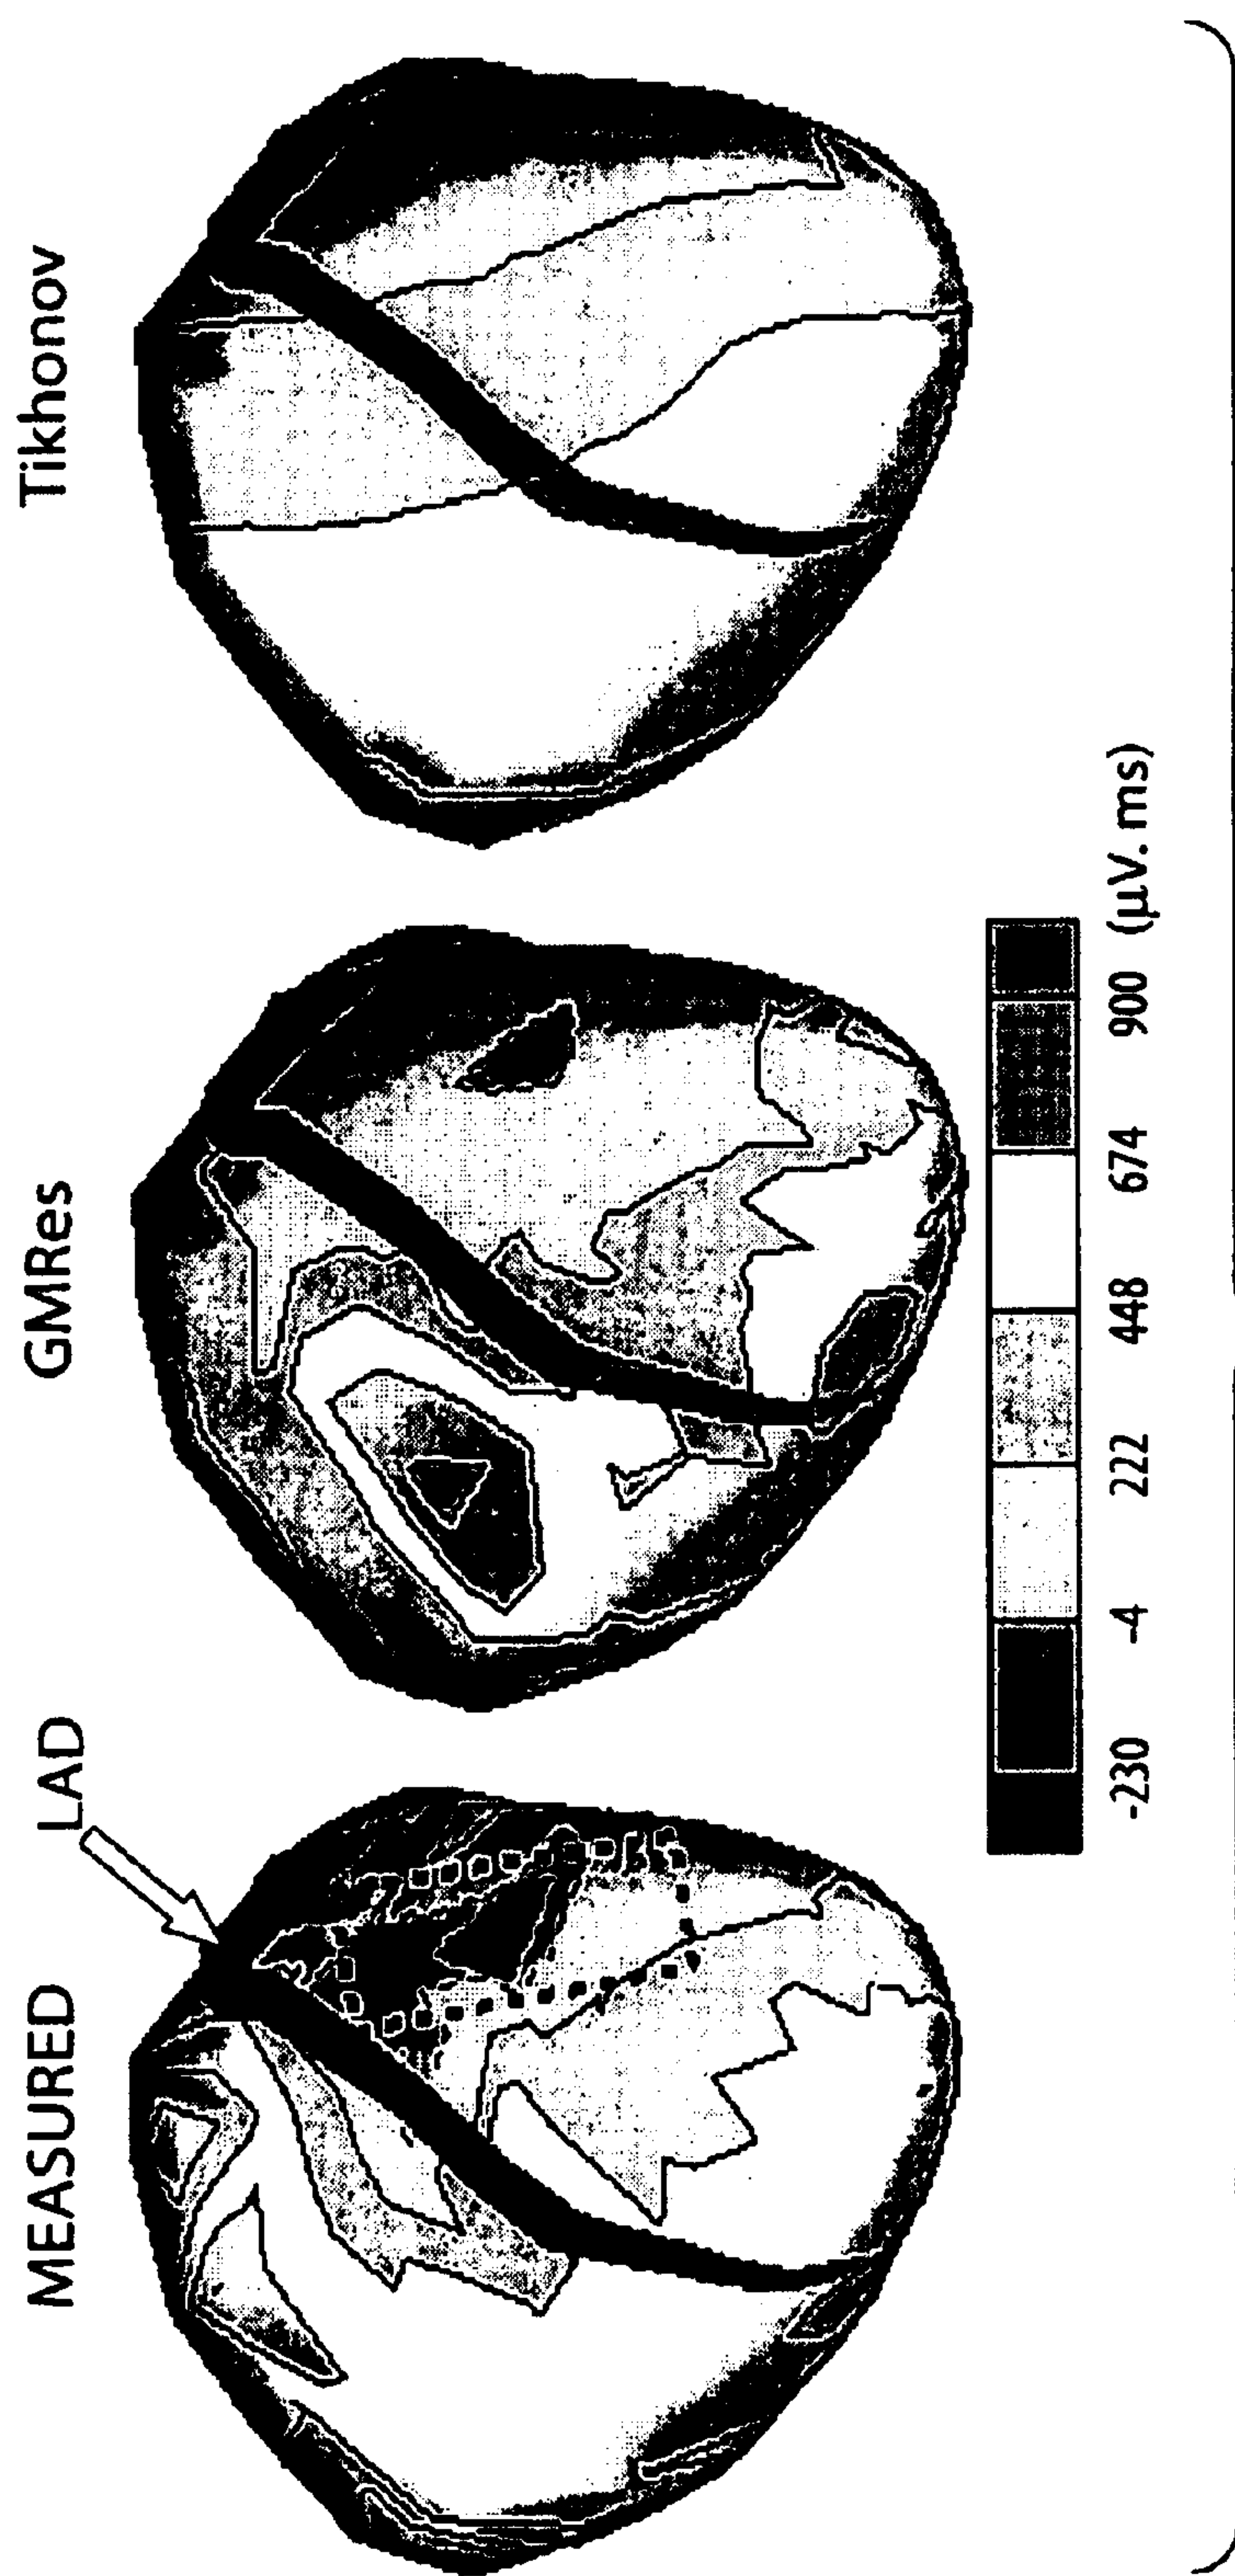 MEASURED
LAD
GMRes
Tikhonov
-230 -4 222 448 674 900 (µV. ms)